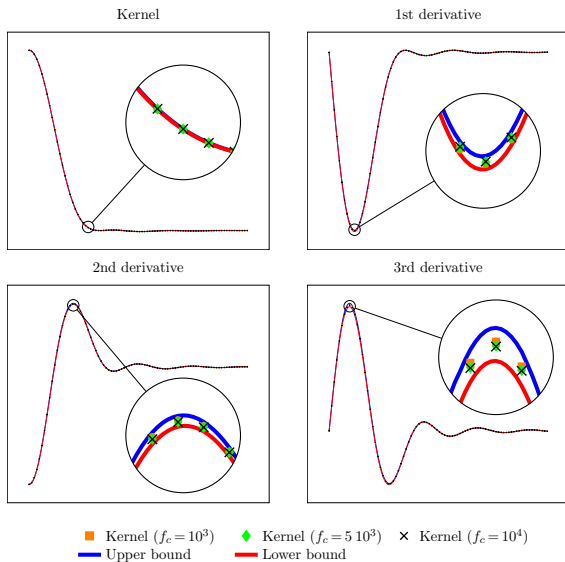 Kernel
1st derivative
2nd derivative
3rd derivative
Kernel (f_c = 10^3) Kernel (f_c = 5 10^3) Kernel (f_c = 10^4)
Upper bound Lower bound